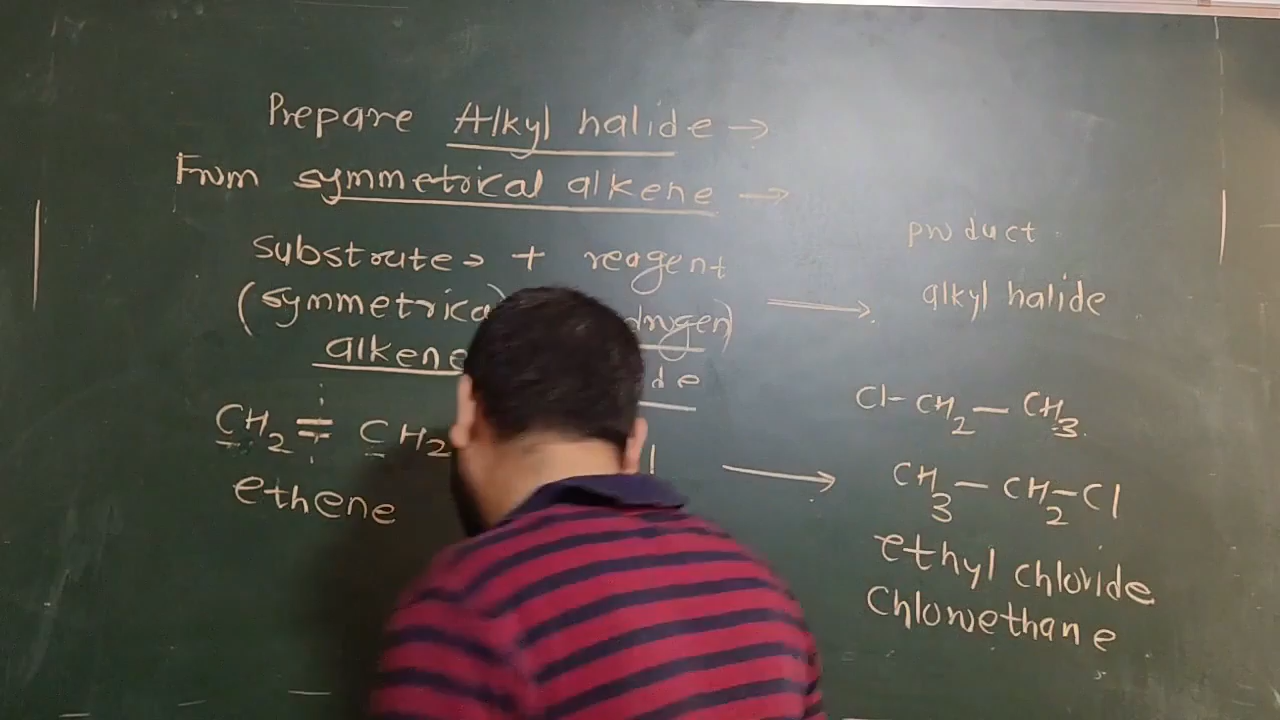 Prepare Alkyl halide →
From symmetrical alkene →
product
substrate → + reagent
(symmetrical drogen) → alkyl halide
alkene de
Cl- CH2 — CH3
CH2 = CH2 l → CH3 — CH2 - Cl
ethene
ethyl chloride
Chloroethane